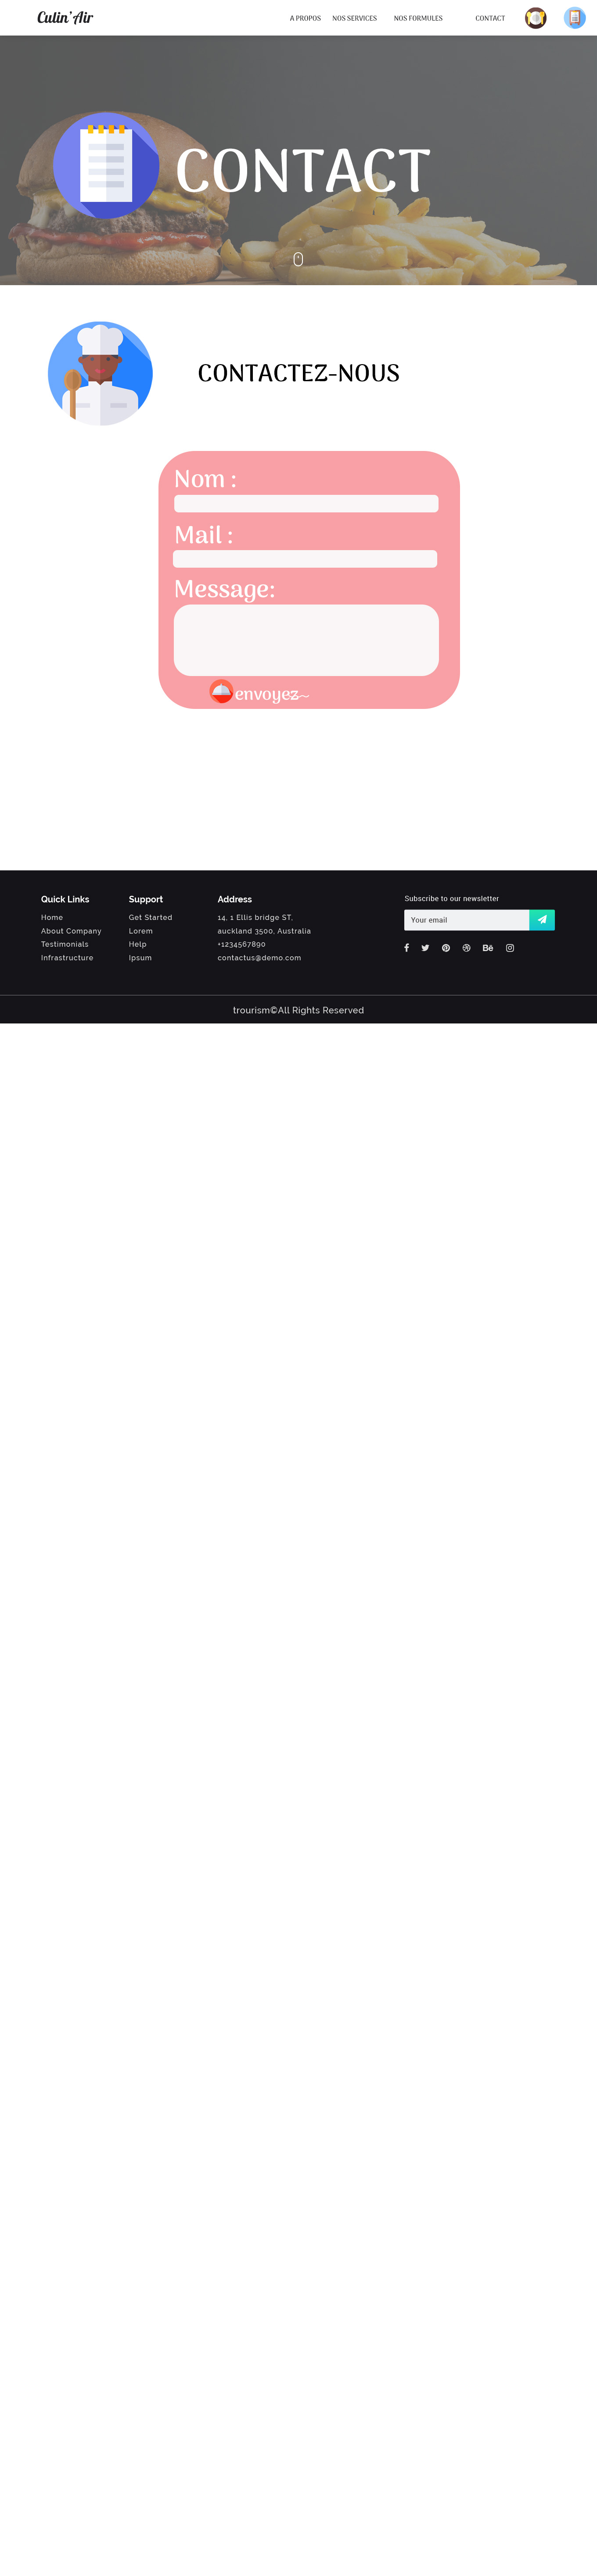 Culin'Air
A PROPOS NOS SERVICES NOS FORMULES CONTACT
CONTACT
CONTACTEZ-NOUS
Nom :
Mail :
Message:
envoyez~
Quick Links
Home
About Company
Testimonials
Infrastructure
Support
Get Started
Lorem
Help
Ipsum
Address
14, 1 Ellis bridge ST,
auckland 3500, Australia
+1234567890
contactus@demo.com
Subscribe to our newsletter
Your email
trourism©All Rights Reserved